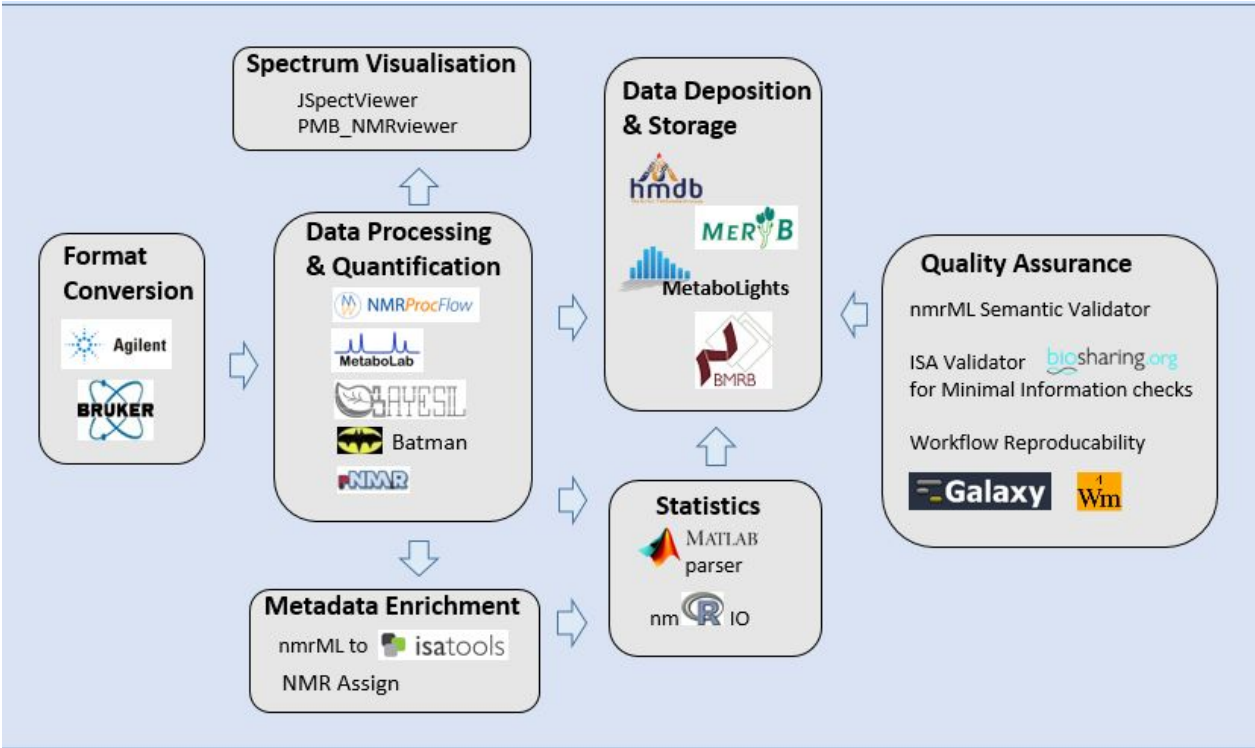 Spectrum Visualisation
JSpectViewer
PMB_NMRviewer
Format
Conversion
Agilent
BRUKER
Data Processing
& Quantification
NMRProcFlow
MetaboLab
BAYESIL
Batman
rNMR
Metadata Enrichment
nmrML to isatools
NMR Assign
Data Deposition
& Storage
hmdb
MERYB
MetaboLights
BMRB
Statistics
MATLAB
parser
nm R IO
Quality Assurance
nmrML Semantic Validator
ISA Validator biosharing.org
for Minimal Information checks
Workflow Reproducability
Galaxy
4
Wm